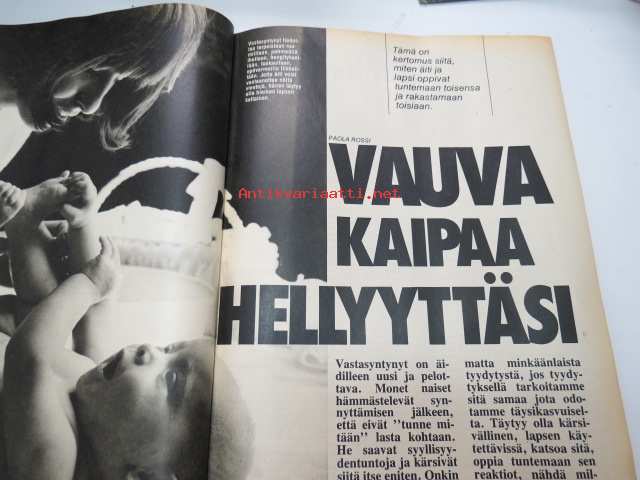 Vastasyntynyt
Tämä on
kertomus siitä,
miten äiti ja
lapsi oppivat
tuntemaan toisensa
ja rakastamaan
toisiaan.
PAOLA ROSSI
VAUVA
KAIPAA
HELLYYTTÄSI
Antikvariaatti.net
Vastasyntynyt on äi-
dilleen uusi ja pelot-
tava. Monet naiset
hämmästelevät syn-
nyttämisen jälkeen,
että eivät "tunne mi-
tään" lasta kohtaan.
He saavat syyllisyy-
dentuntoja ja kärsivät
siitä itse eniten. Onkin
matta minkäänlaista
tyydytystä, jos tyydy-
tyksellä tarkoitamme
sitä samaa jota odo-
tamme täysikasvuisel-
ta. Täytyy olla kärsi-
vällinen, lapsen käy-
tettävissä, katsoa sitä,
oppia tuntemaan sen
reaktiot, nähdä mil-